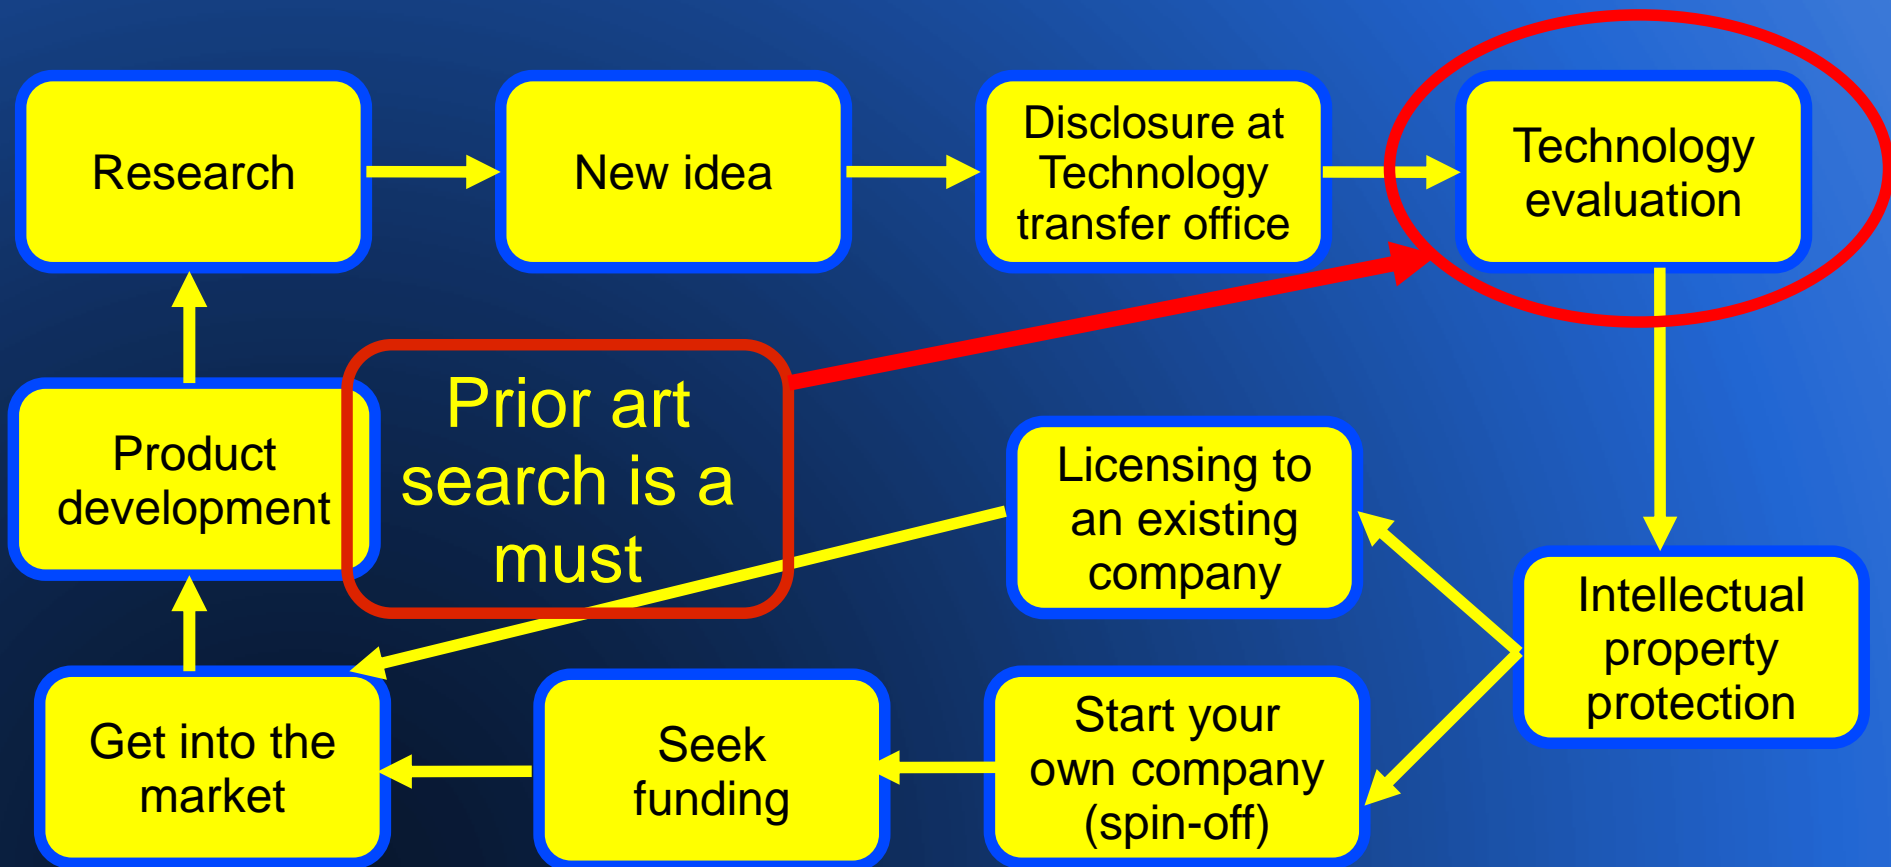 Research
New idea
Disclosure at
Technology
transfer office
Technology
evaluation
Prior art
search is a
must
Product
development
Licensing to
an existing
company
Intellectual
property
protection
Get into the
market
Seek
funding
Start your
own company
(spin-off)